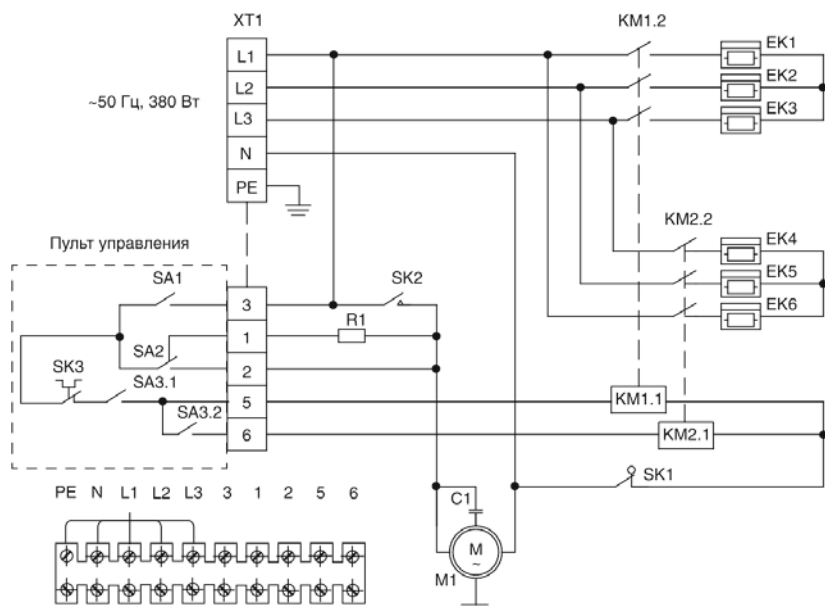 XT1
KM1.2
L1
EK1
L2
EK2
~50 Гц, 380 Вт
L3
EK3
N
PE
KM2.2
EK4
Пульт управления
EK5
SA1
SK2
EK6
3
R1
1
SA2
2
SK3
SA3.1
5
KM1.1
SA3.2
6
KM2.1
SK1
PE N L1 L2 L3 3 1 2 5 6
C1
M
~
M1